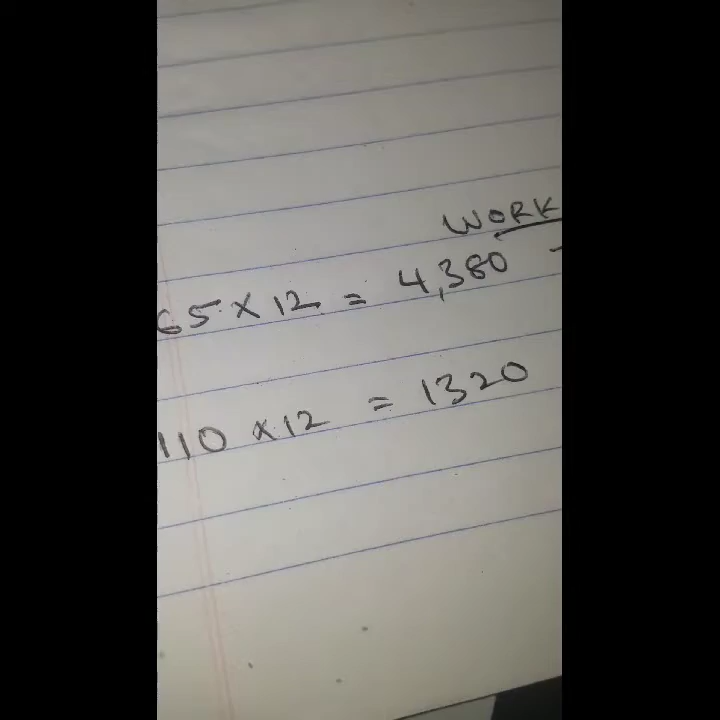 WORK
65 × 12 = 4,380 -
110 × 12 = 1320